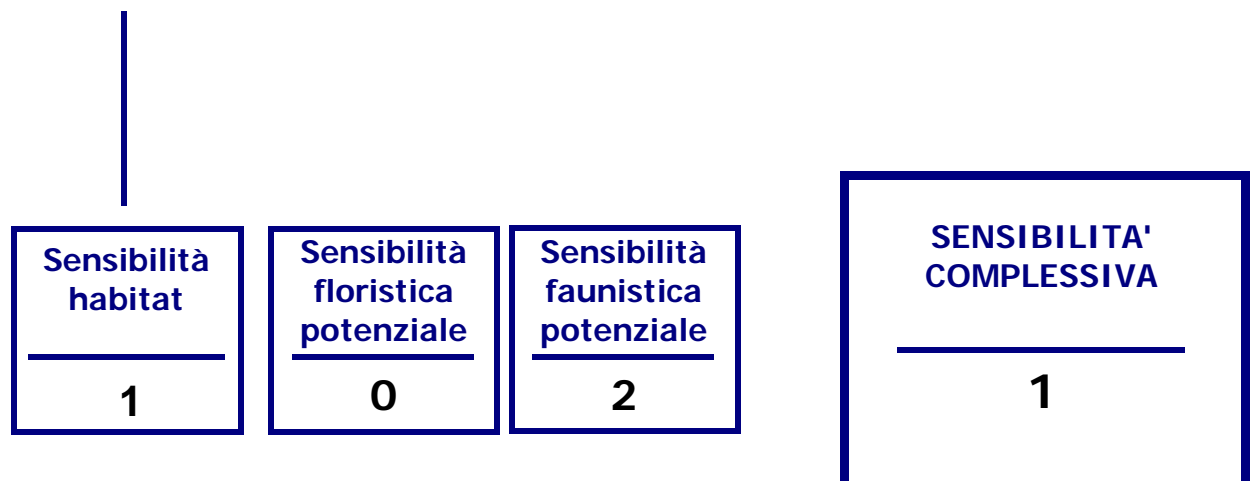 Sensibilità
habitat
1
Sensibilità
floristica
potenziale
0
Sensibilità
faunistica
potenziale
2
SENSIBILITA'
COMPLESSIVA
1